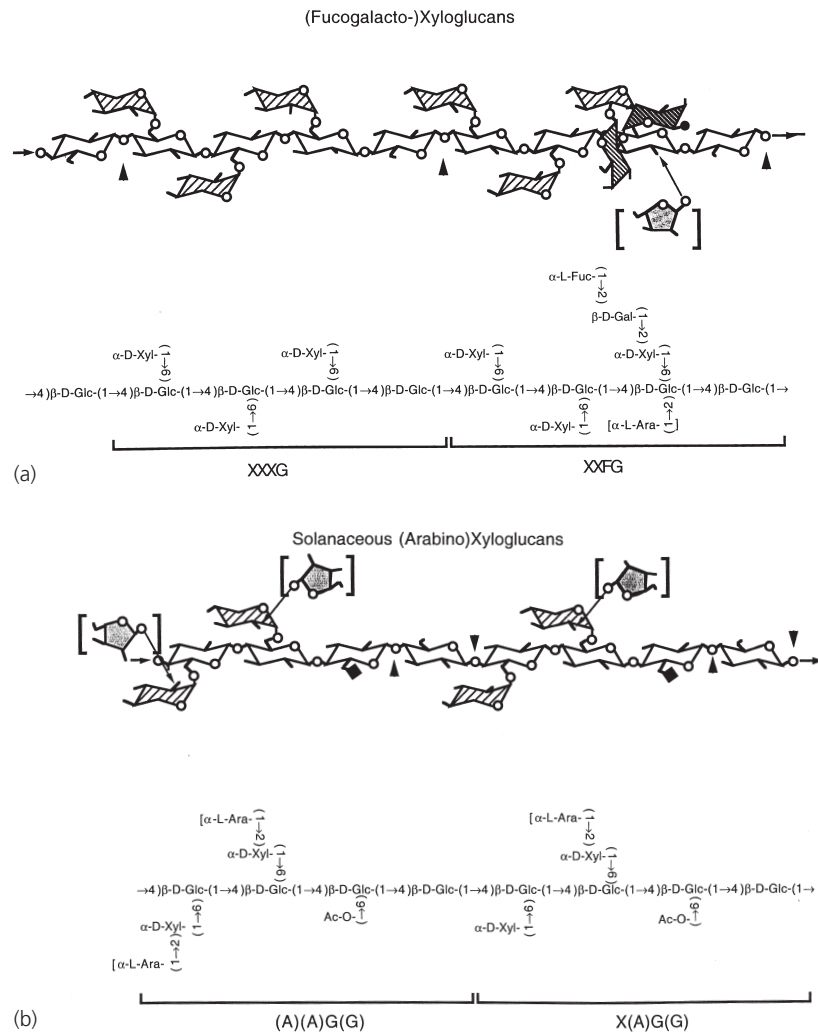 (Fucogalacto-)Xyloglucans
[ ]
α-L-Fuc-(1→2)
β-D-Gal-(1→2)
α-D-Xyl-(1→6) α-D-Xyl-(1→6) α-D-Xyl-(1→6) α-D-Xyl-(1→6)
→4)β-D-Glc-(1→4)β-D-Glc-(1→4)β-D-Glc-(1→4)β-D-Glc-(1→4)β-D-Glc-(1→4)β-D-Glc-(1→4)β-D-Glc-(1→4)β-D-Glc-(1→4)β-D-Glc-(1→
α-D-Xyl-(1→6) α-D-Xyl-(1→6) [α-L-Ara-(1→2)]
XXXG XXFG
(a)
Solanaceous (Arabino)Xyloglucans
[ ] [ ]
[ ]
[α-L-Ara-(1→2) [α-L-Ara-(1→2)
α-D-Xyl-(1→6) α-D-Xyl-(1→6)
→4)β-D-Glc-(1→4)β-D-Glc-(1→4)β-D-Glc-(1→4)β-D-Glc-(1→4)β-D-Glc-(1→4)β-D-Glc-(1→4)β-D-Glc-(1→4)β-D-Glc-(1→
α-D-Xyl-(1→6) Ac-O-(→6) α-D-Xyl-(1→6) Ac-O-(→6)
[α-L-Ara-(1→2)
(b)
(A)(A)G(G) X(A)G(G)